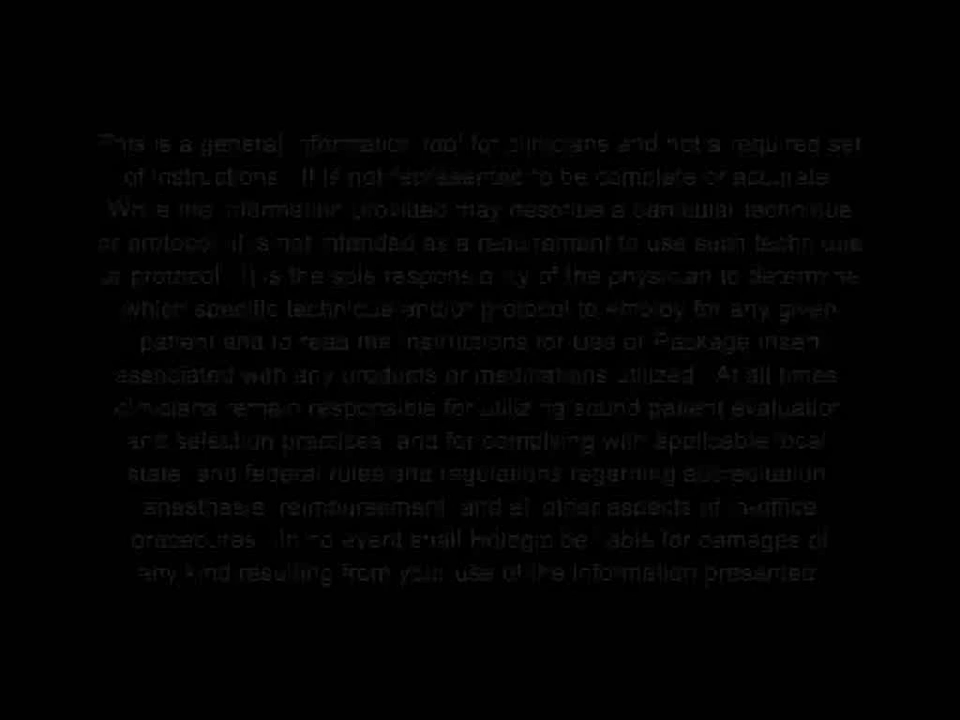 This is a general information tool for clinicians and not a required set
of instructions. It is not represented to be complete or accurate.
While the information provided may describe a particular technique
or protocol, it is not intended as a requirement to use such technique
or protocol. It is the sole responsibility of the physician to determine
which specific technique and/or protocol to employ for any given
patient and to read the Instructions for Use or Package Insert
associated with any products or medications utilized. At all times
clinicians remain responsible for utilizing sound patient evaluation
and selection practices, and for complying with applicable local,
state, and federal rules and regulations regarding accreditation,
anesthesia, reimbursement, and all other aspects of in-office
procedures. In no event shall Hologic be liable for damages of
any kind resulting from your use of the information presented.